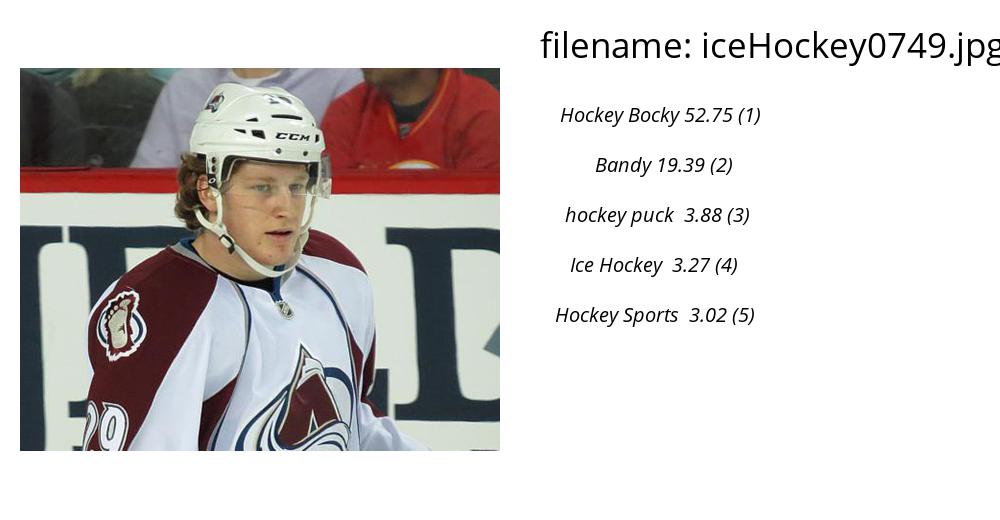 filename: iceHockey0749.jpg
Hockey Bocky 52.75 (1)
Bandy 19.39 (2)
hockey puck 3.88 (3)
Ice Hockey 3.27 (4)
Hockey Sports 3.02 (5)
CCM
29
A